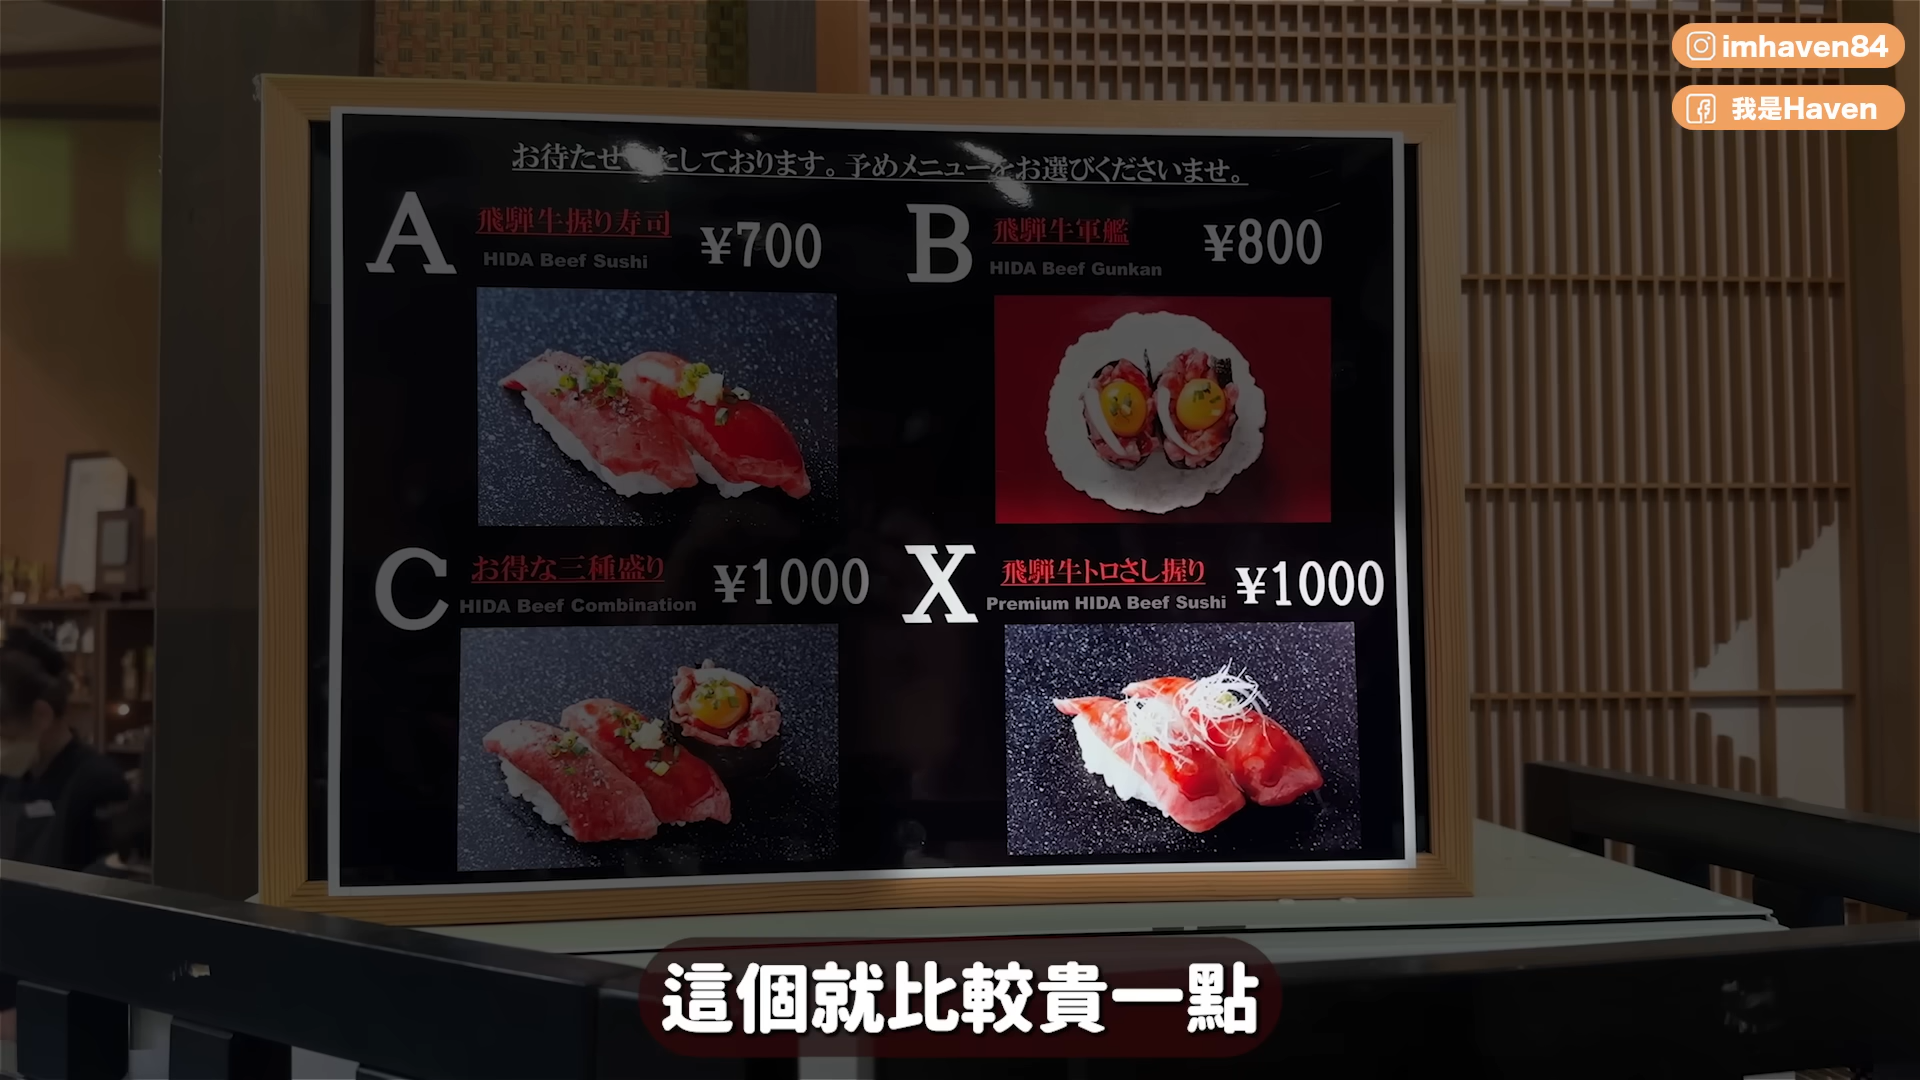 imhaven84
我是Haven
お待たせいたしております。予めメニューをお選びくださいませ。
A 飛騨牛握り寿司 ¥700
HIDA Beef Sushi
B 飛騨牛軍艦 ¥800
HIDA Beef Gunkan
C お得な三種盛り ¥1000
HIDA Beef Combination
X 飛騨牛トロさし握り ¥1000
Premium HIDA Beef Sushi
這個就比較貴一點